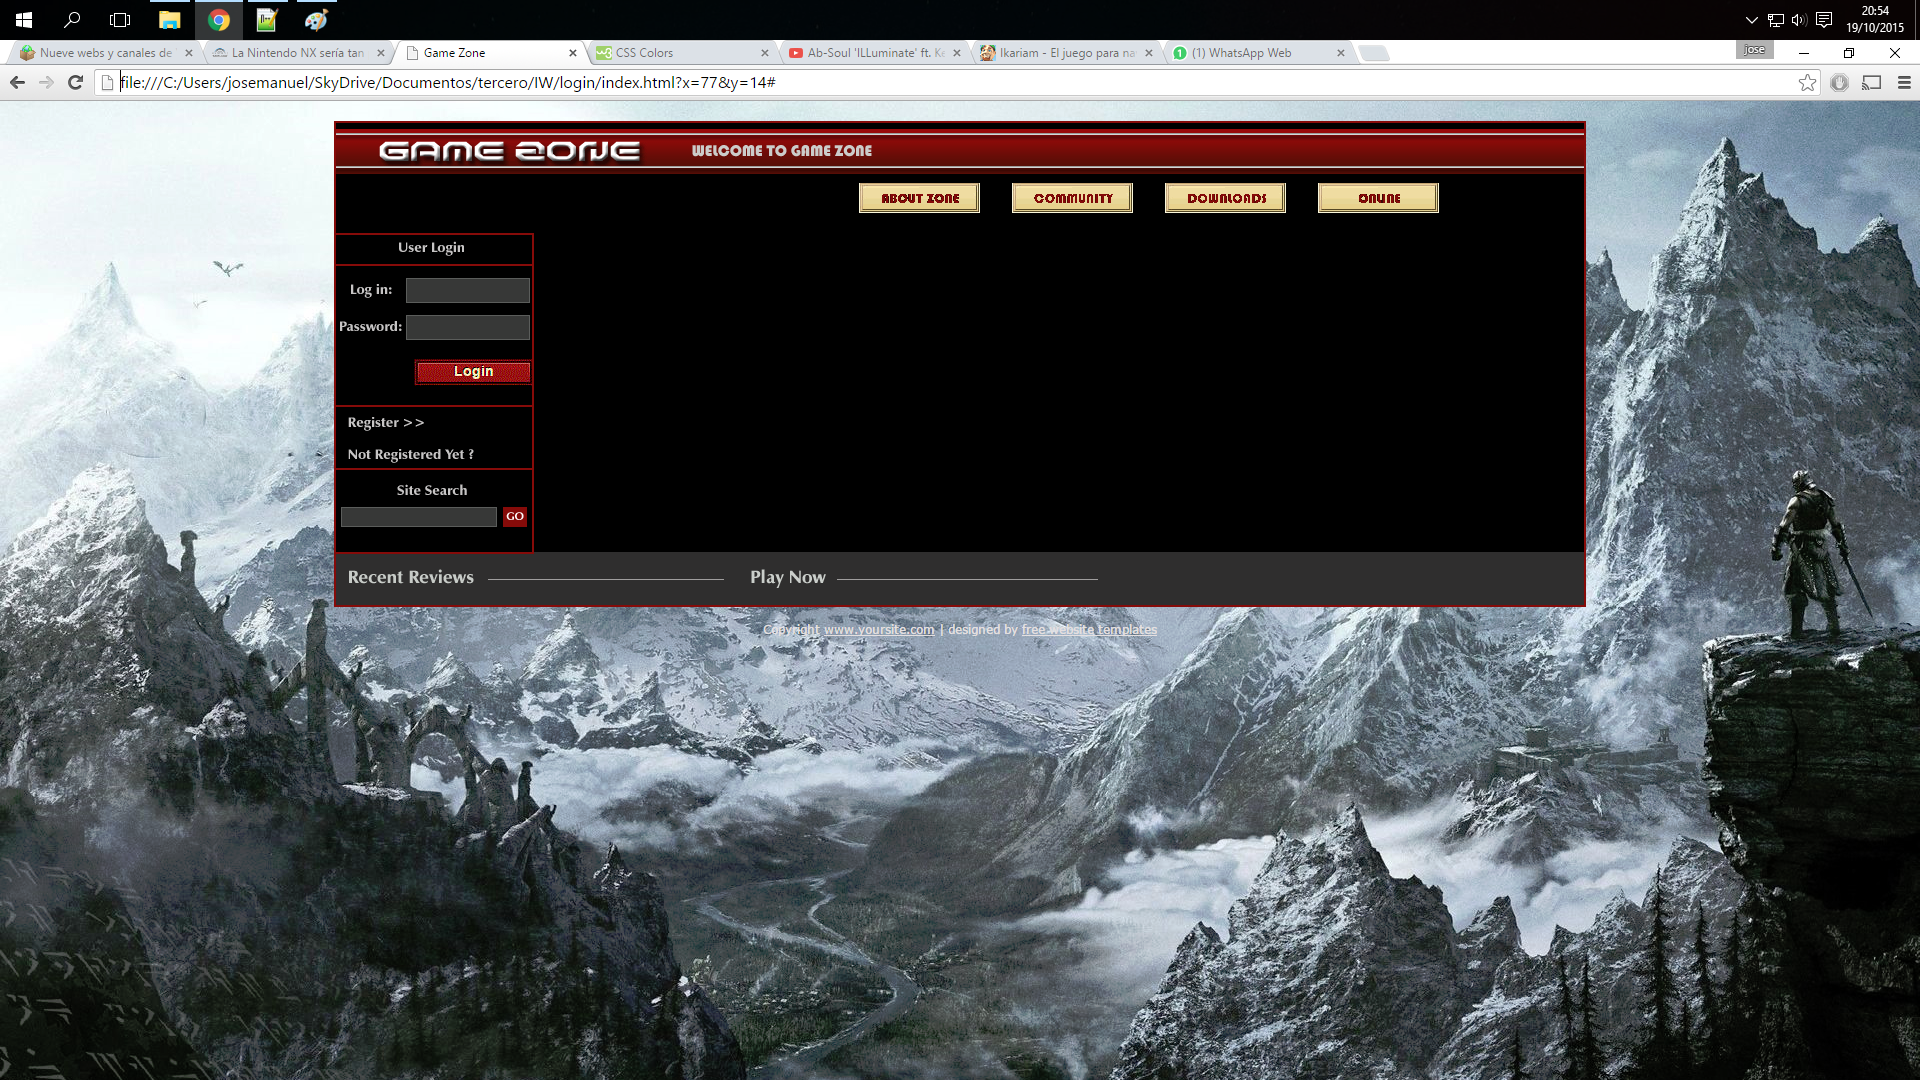 20:54
19/10/2015
Nueve webs y canales de
La Nintendo NX sería tan
Game Zone
CSS Colors
Ab-Soul 'ILLuminate' ft. Ke
Ikariam - El juego para na
(1) WhatsApp Web
jose
file:///C:/Users/josemanuel/SkyDrive/Documentos/tercero/IW/login/index.html?x=77&y=14#
GAME ZONE
WELCOME TO GAME ZONE
ABOUT ZONE
COMMUNITY
DOWNLOADS
ONLINE
User Login
Log in:
Password:
Login
Register >>
Not Registered Yet ?
Site Search
GO
Recent Reviews
Play Now
Copyright www.yoursite.com | designed by free website templates